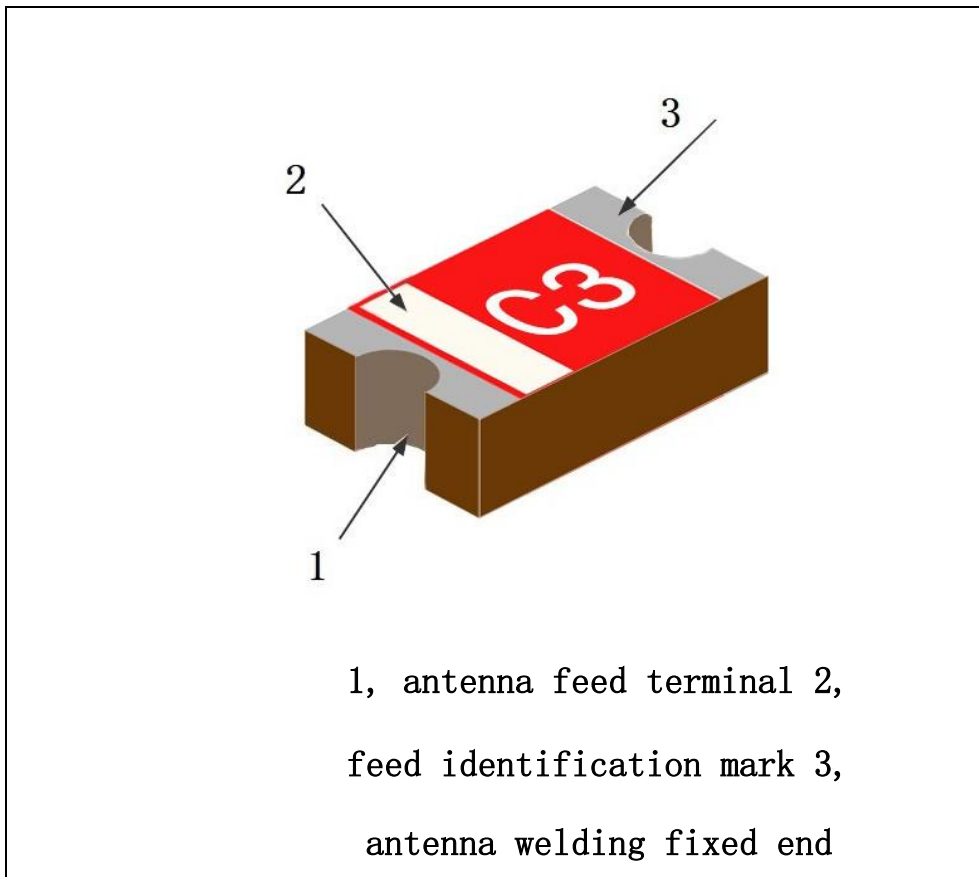 3
2
C3
1
1, antenna feed terminal 2,
feed identification mark 3,
antenna welding fixed end